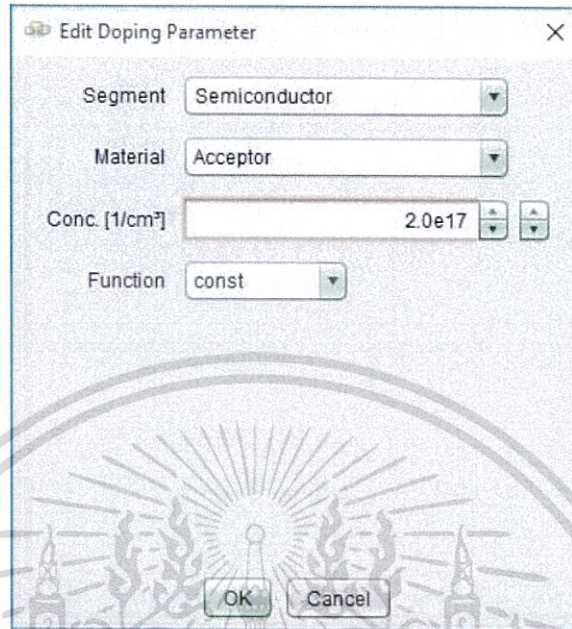 Edit Doping Parameter
Segment Semiconductor
Material Acceptor
Conc. [1/cm³] 2.0e17
Function const
OK Cancel